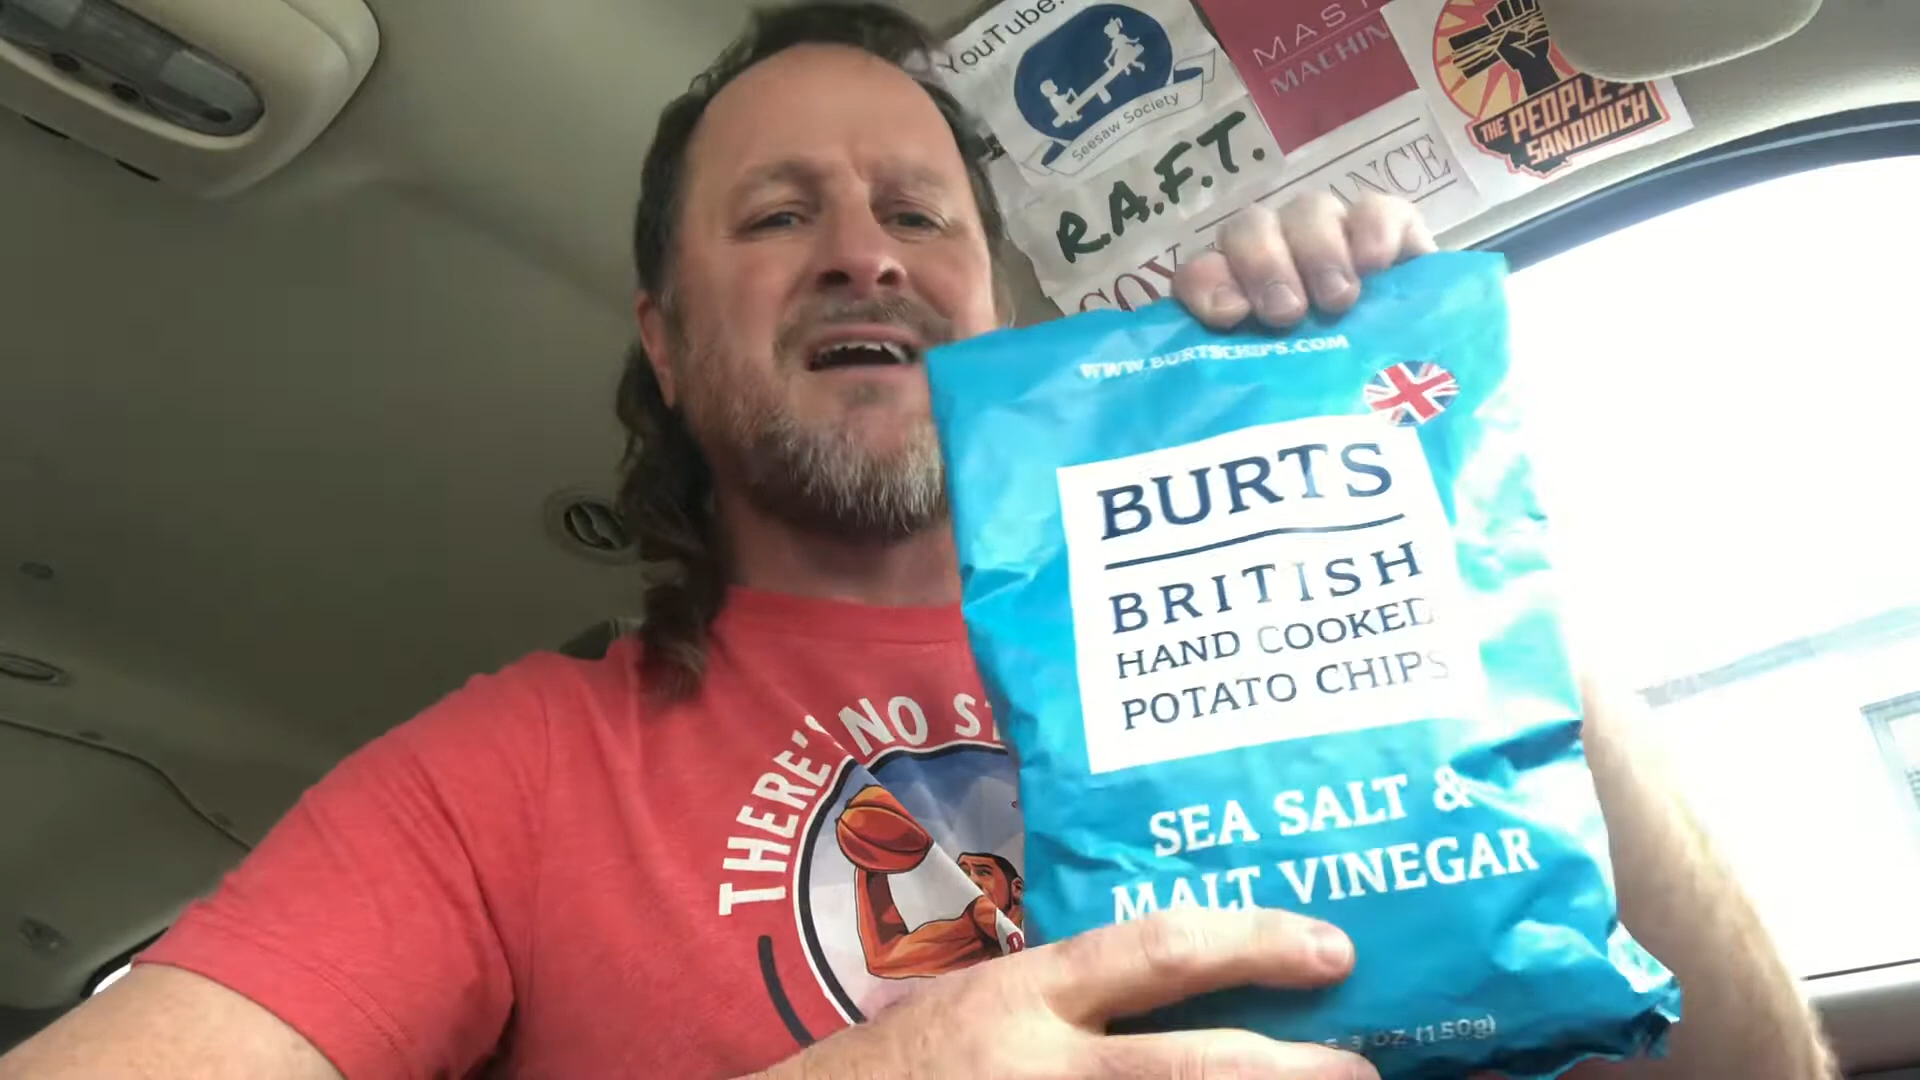 YouTube.
Seesaw Society
R.A.F.T.
MACHIN
THE PEOPLE'S
SANDWICH
WWW.BURTSCHIPS.COM
BURTS
BRITISH
HAND COOKED
POTATO CHIPS
SEA SALT &
MALT VINEGAR
(150g)
THERE'S NO